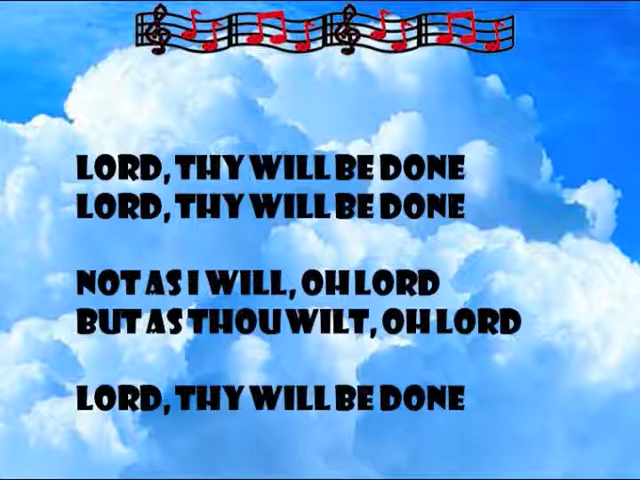 LORD, THY WILL BE DONE
LORD, THY WILL BE DONE
NOT AS I WILL, OH LORD
BUT AS THOU WILT, OH LORD
LORD, THY WILL BE DONE